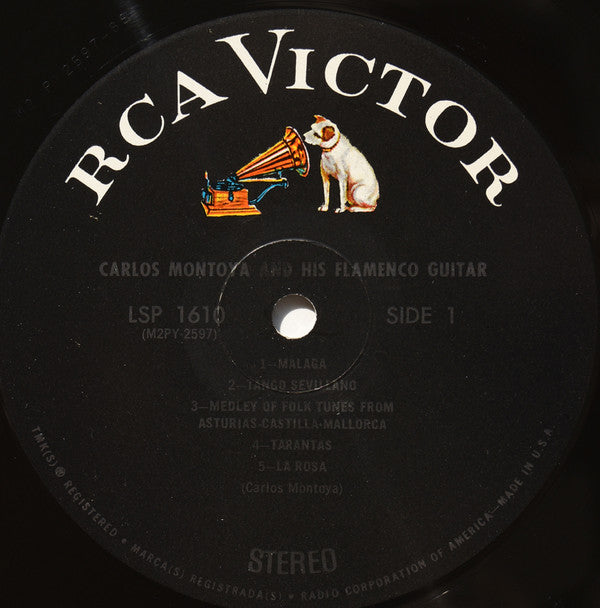 RCA VICTOR
CARLOS MONTOYA AND HIS FLAMENCO GUITAR
LSP 1610 SIDE 1
(M2PY-2597)
1—MALAGA
2—TANGO SEVILLANO
3—MEDLEY OF FOLK TUNES FROM
ASTURIAS-CASTILLA-MALLORCA
4—TARANTAS
5—LA ROSA
(Carlos Montoya)
STEREO
TMK(S) ® REGISTERED • MARCA(S) REGISTRADA(S) • RADIO CORPORATION OF AMERICA—MADE IN U.S.A